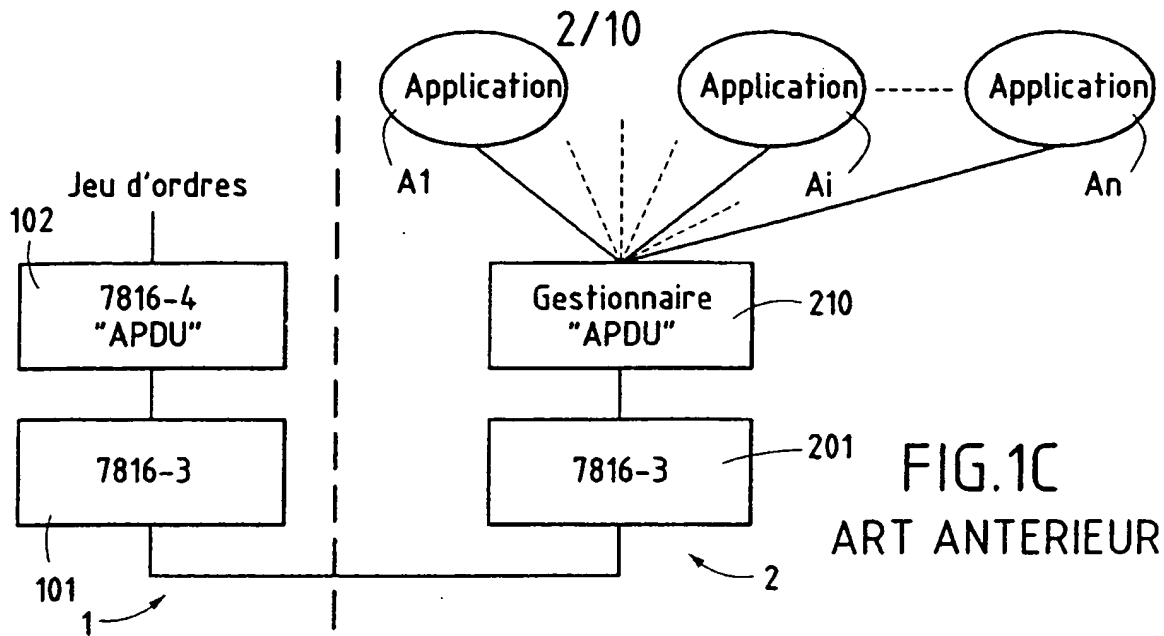 2/10
Application
Application
Application
A1
Ai
An
Jeu d'ordres
102
7816-4
"APDU"
Gestionnaire
"APDU"
210
7816-3
7816-3
201
FIG.1C
ART ANTERIEUR
101
1
2